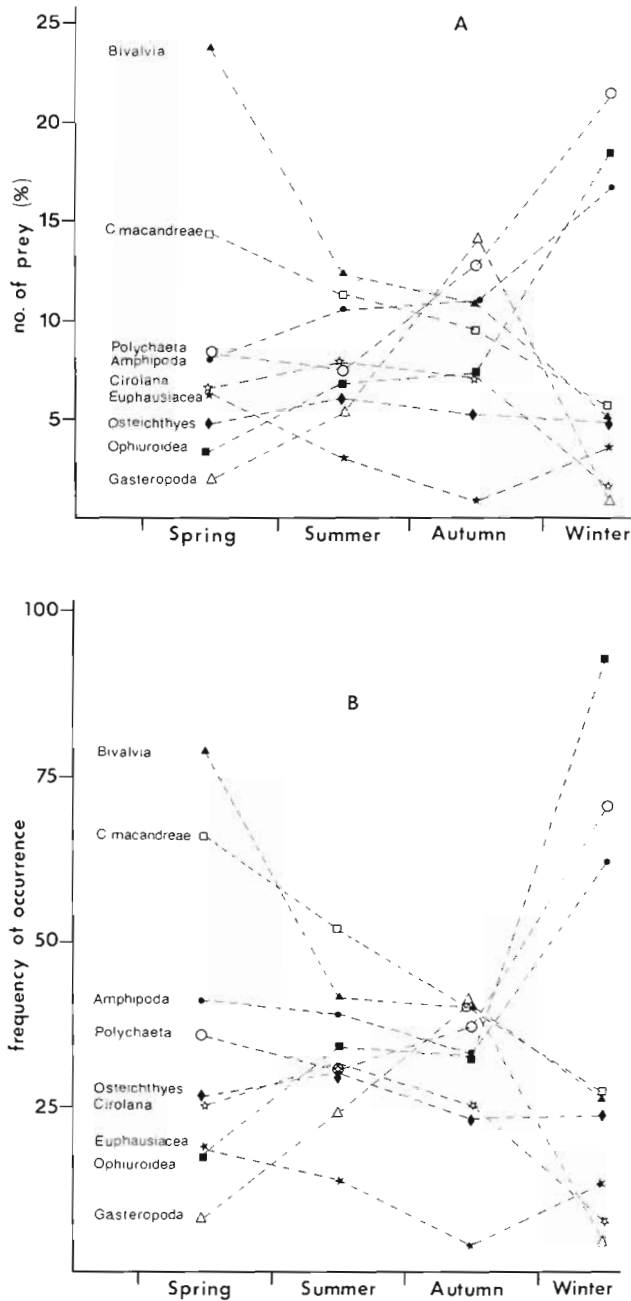 A
25
Bivalvia
20
15
C macandreae
no. of prey (%)
10
Polychaeta
Amphipoda
Cirolana
Euphausiacea
5
Osteichthyes
Ophiuroidea
Gasteropoda
Spring Summer Autumn Winter
100
B
Bivalvia
75
C macandreae
frequency of occurrence
50
Amphipoda
Polychaeta
Osteichthyes
Cirolana
25
Euphausiacea
Ophiuroidea
Gasteropoda
Spring Summer Autumn Winter